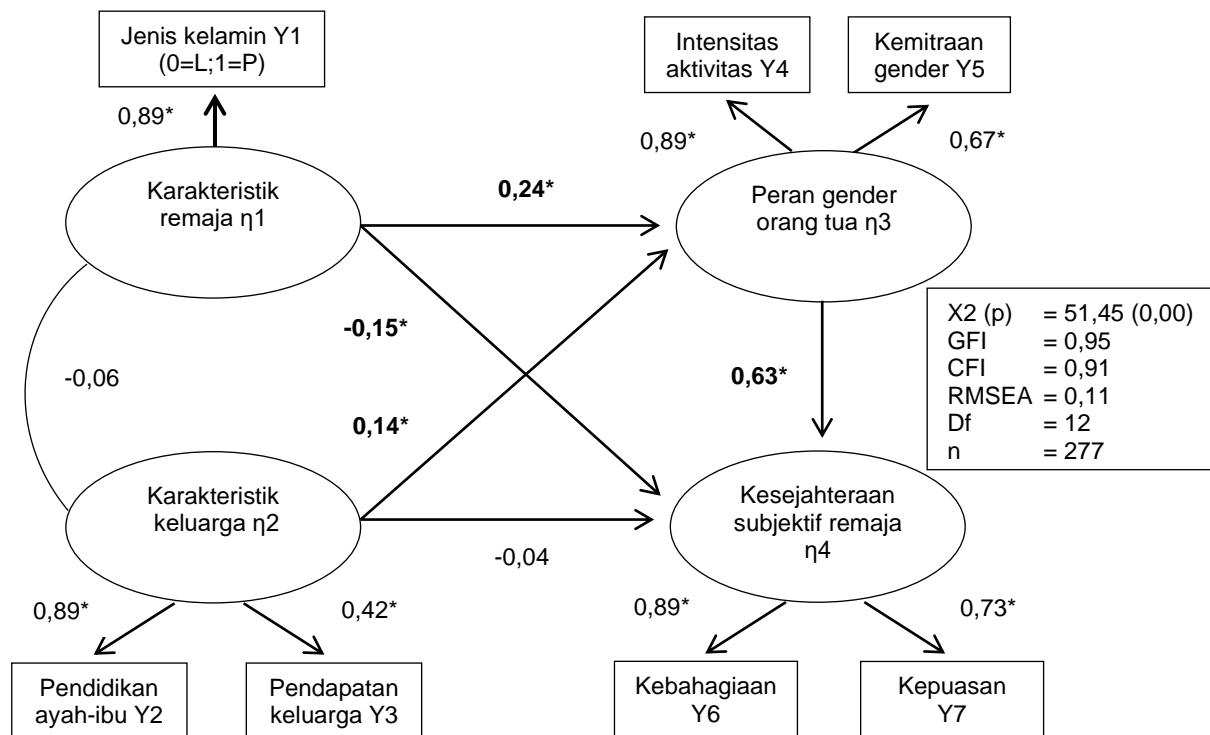 Jenis kelamin Y1
(0=L;1=P)
Intensitas
aktivitas Y4
Kemitraan
gender Y5
0,89*
0,89*
0,67*
Karakteristik
remaja η1
0,24*
Peran gender
orang tua η3
-0,15*
-0,06
0,63*
0,14*
X2 (p) = 51,45 (0,00)
GFI = 0,95
CFI = 0,91
RMSEA = 0,11
Df = 12
n = 277
Karakteristik
keluarga η2
-0,04
Kesejahteraan
subjektif remaja
η4
0,89*
0,42*
0,89*
0,73*
Pendidikan
ayah-ibu Y2
Pendapatan
keluarga Y3
Kebahagiaan
Y6
Kepuasan
Y7